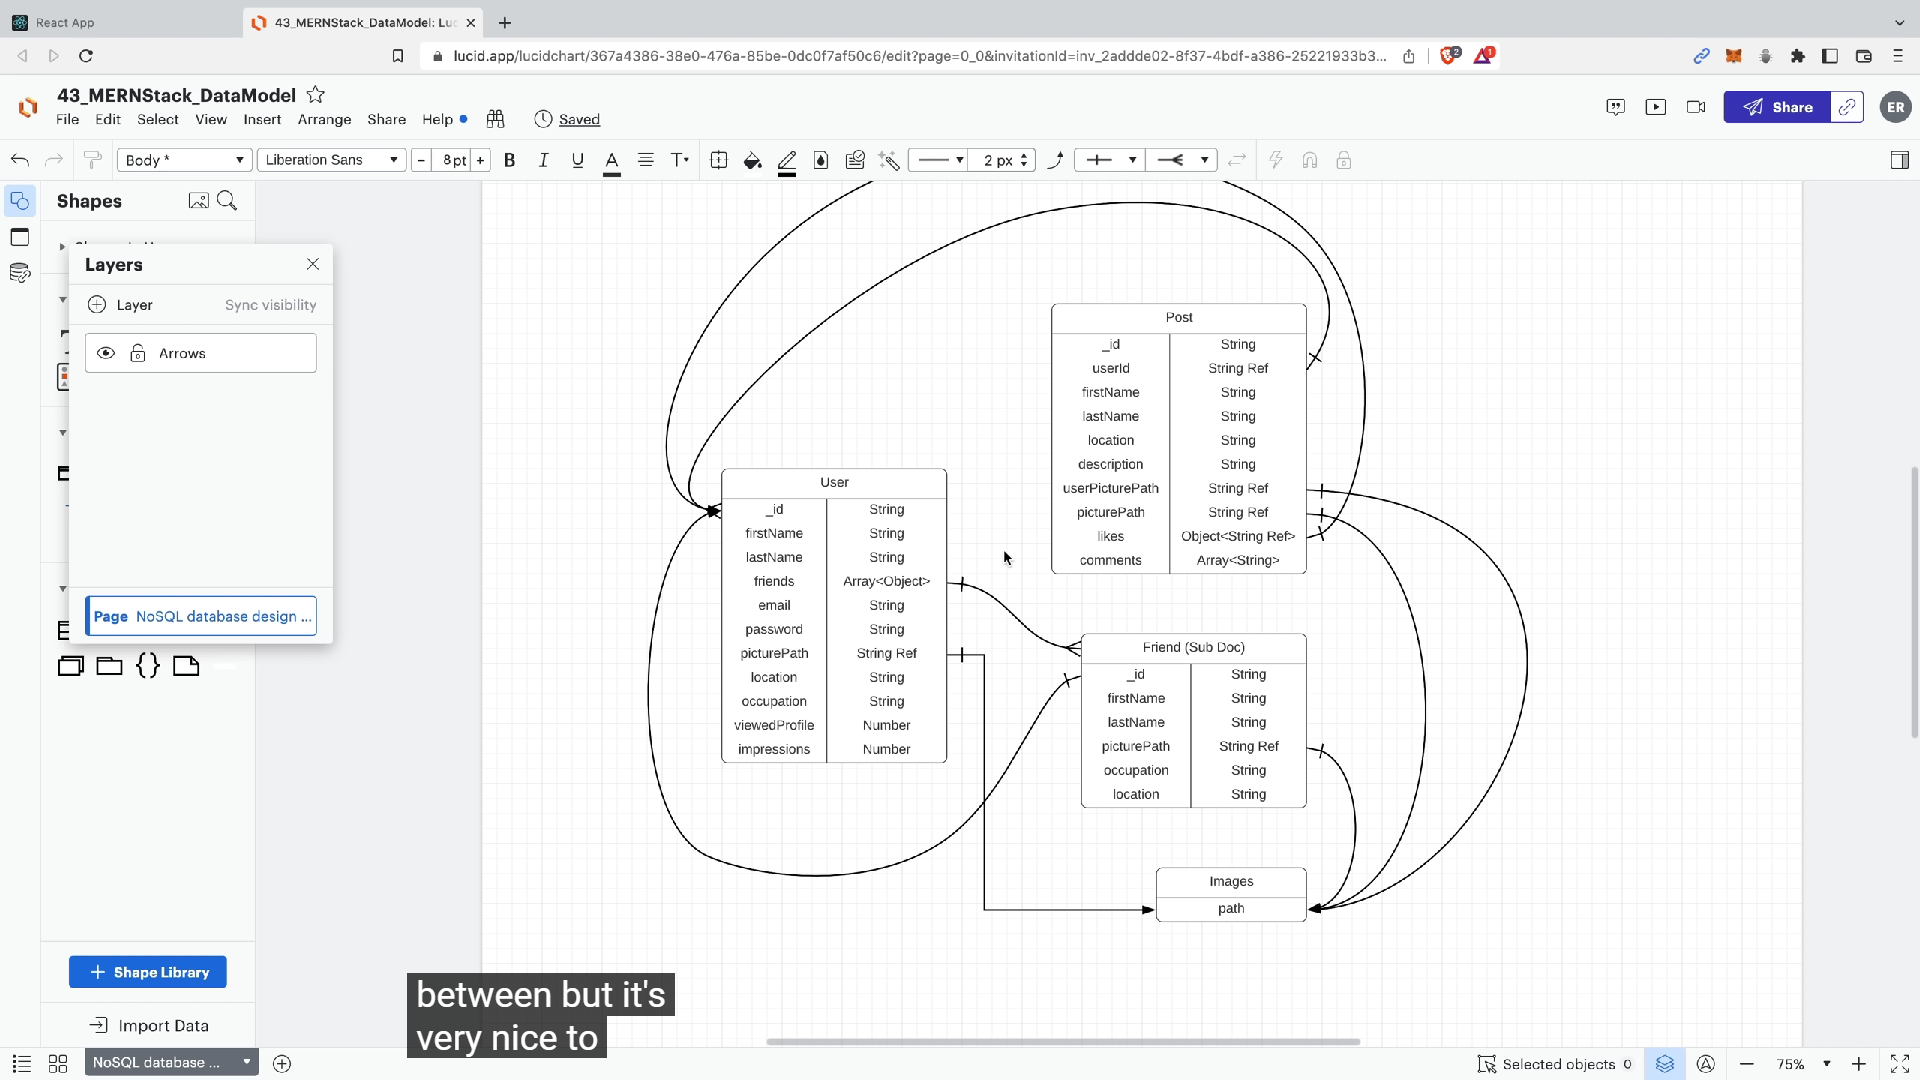 React App
43_MERNStack_DataModel: Luc
lucid.app/lucidchart/367a4386-38e0-476a-85be-0dc0f7af50c6/edit?page=0_0&invitationId=inv_2addde02-8f37-4bdf-a386-25221933b3...
2
1
43_MERNStack_DataModel
File Edit Select View Insert Arrange Share Help Saved
Share
ER
Body * Liberation Sans - 8 pt + B I U A T 2 px
Shapes
Layers
Layer Sync visibility
Arrows
Page NoSQL database design ...
Shape Library
Import Data
Post
_id String
userId String Ref
firstName String
lastName String
location String
description String
userPicturePath String Ref
picturePath String Ref
likes Object<String Ref>
comments Array<String>
User
_id String
firstName String
lastName String
friends Array<Object>
email String
password String
picturePath String Ref
location String
occupation String
viewedProfile Number
impressions Number
Friend (Sub Doc)
_id String
firstName String
lastName String
picturePath String Ref
occupation String
location String
Images
path
between but it's
very nice to
NoSQL database ...
Selected objects 0
75%